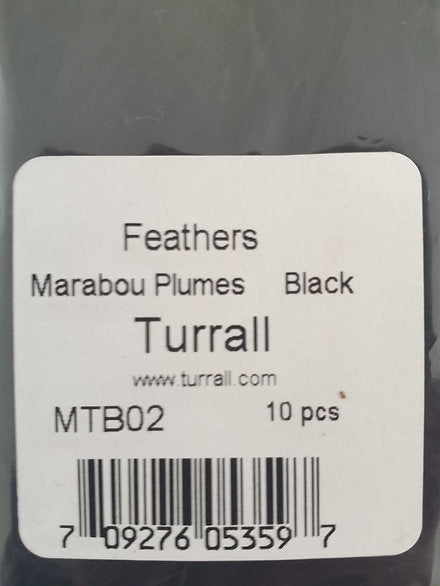 Feathers
Marabou Plumes Black
Turrall
www.turrall.com
MTB02 10 pcs
7 09276 05359 7